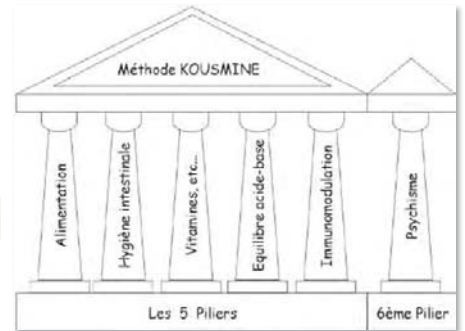 Méthode KOUSMINE
Alimentation
Hygiène intestinale
Vitamines, etc...
Equilibre acide-base
Immunomodulation
Psychisme
Les 5 Piliers
6ème Pilier